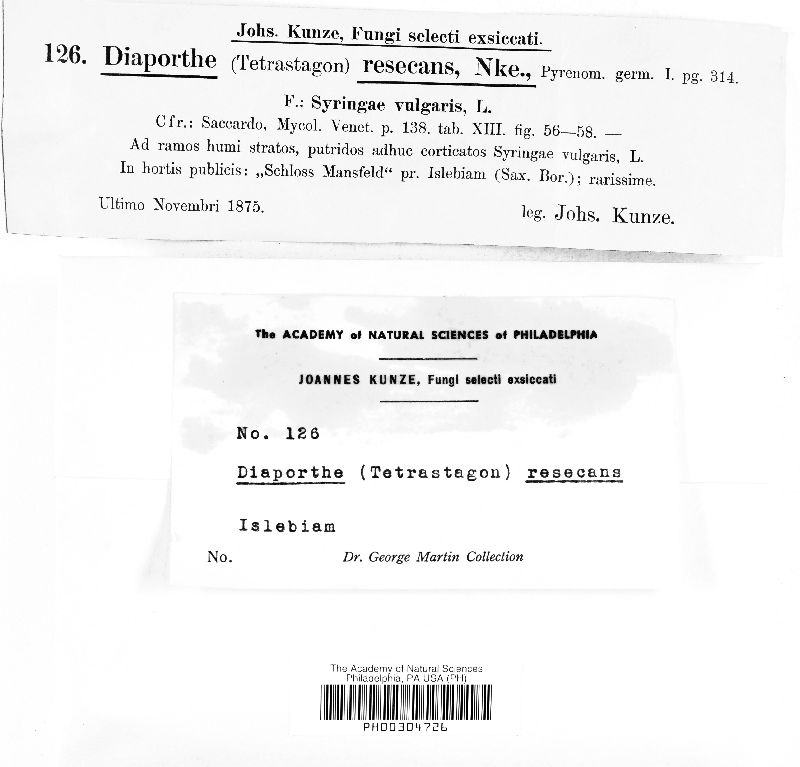 Johs. Kunze, Fungi selecti exsiccati.
126. Diaporthe (Tetrastagon) resecans, Nke., Pyrenom. germ. I. pg. 314.
F.: Syringae vulgaris, L.
Cfr.: Saccardo, Mycol. Venet. p. 138. tab. XIII. fig. 56—58. —
Ad ramos humi stratos, putridos adhuc corticatos Syringae vulgaris, L.
In hortis publicis: „Schloss Mansfeld“ pr. Islebiam (Sax. Bor.); rarissime.
Ultimo Novembri 1875. leg. Johs. Kunze.
The ACADEMY of NATURAL SCIENCES of PHILADELPHIA
JOANNES KUNZE, Fungi selecti exsiccati
No. 126
Diaporthe (Tetrastagon) resecans
Islebiam
No. Dr. George Martin Collection
The Academy of Natural Sciences
Philadelphia, PA USA (PH)
PH00304726